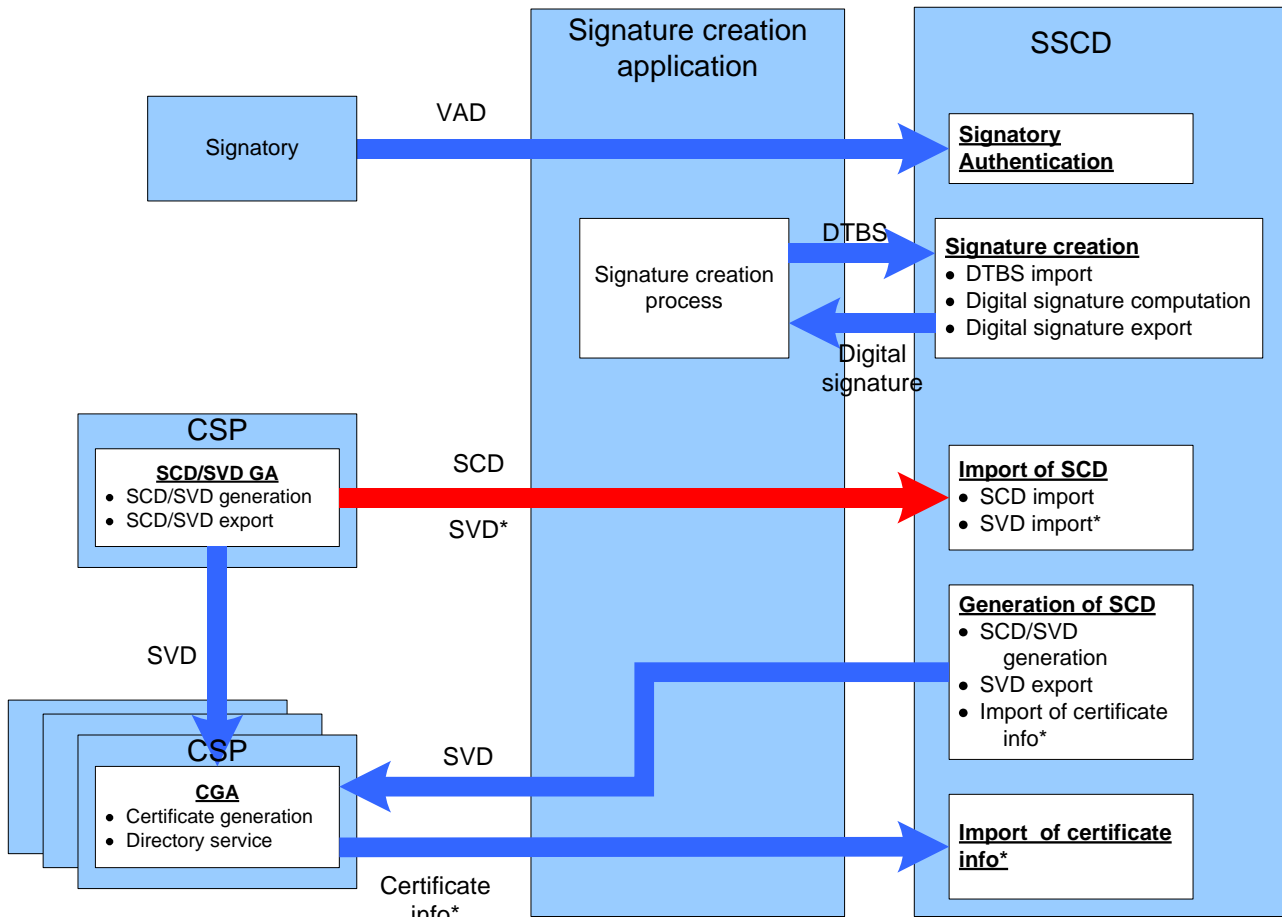 Signature creation
application
SSCD
VAD
Signatory
Signatory
Authentication
DTBS
Signature creation
process
Signature creation
● DTBS import
● Digital signature computation
● Digital signature export
Digital
signature
CSP
SCD/SVD GA
● SCD/SVD generation
● SCD/SVD export
SCD
SVD*
Import of SCD
● SCD import
● SVD import*
Generation of SCD
● SCD/SVD
generation
● SVD export
● Import of certificate
info*
SVD
CSP
SVD
CGA
● Certificate generation
● Directory service
Import of certificate
info*
Certificate
info*